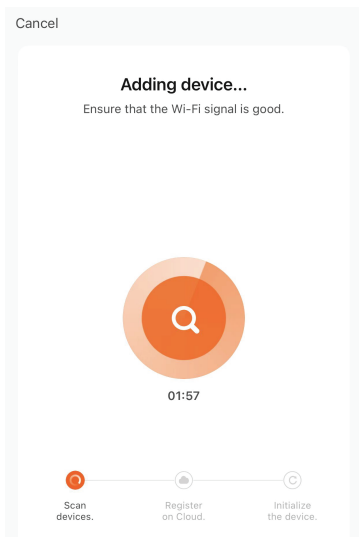 Cancel
Adding device...
Ensure that the Wi-Fi signal is good.
01:57
Scan
devices.
Register
on Cloud.
Initialize
the device.